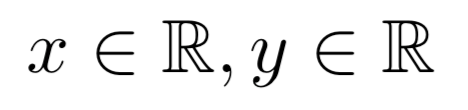 x ∈ ℝ, y ∈ ℝ